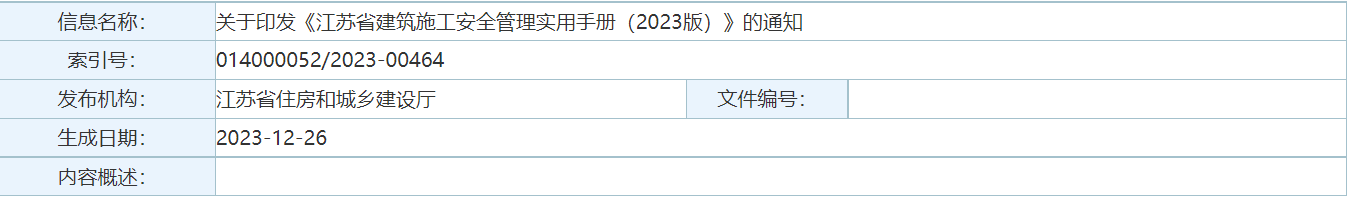 信息名称： 关于印发《江苏省建筑施工安全管理实用手册（2023版）》的通知
索引号： 014000052/2023-00464
发布机构： 江苏省住房和城乡建设厅 文件编号：
生成日期： 2023-12-26
内容概述：